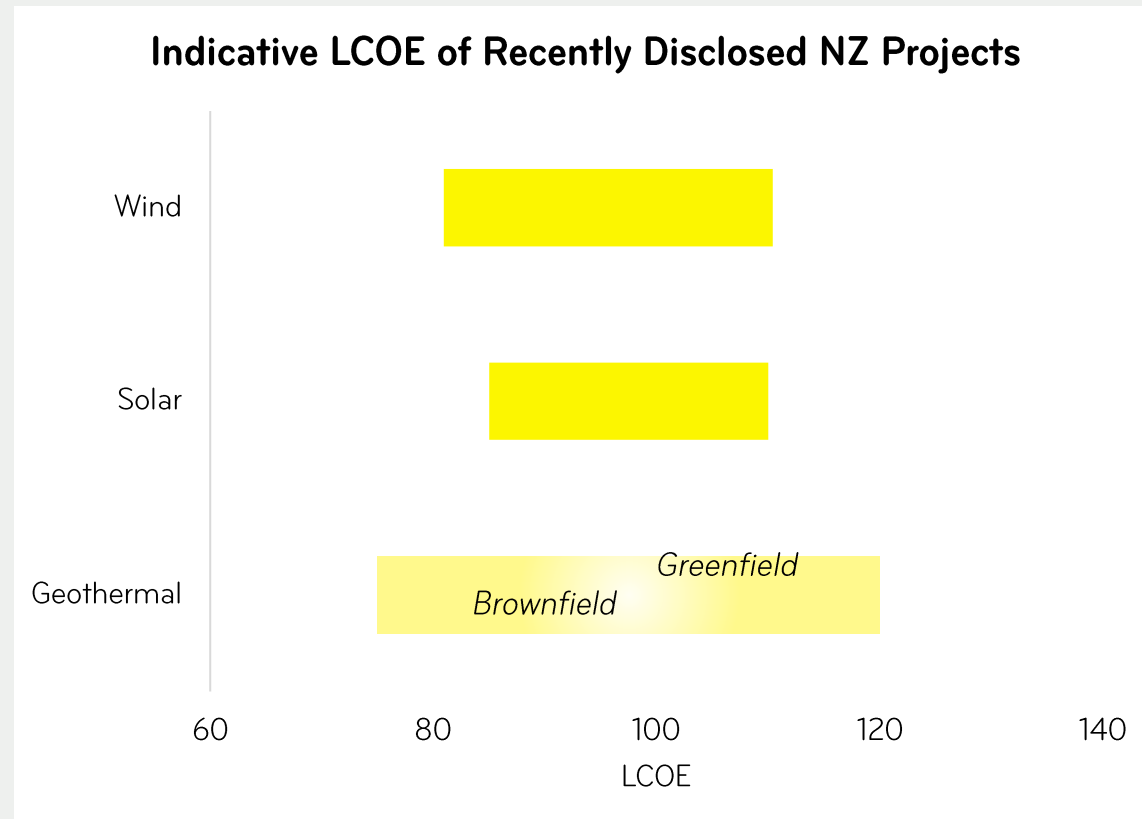 Indicative LCOE of Recently Disclosed NZ Projects
Wind
Solar
Geothermal
Greenfield
Brownfield
60 80 100 120 140
LCOE